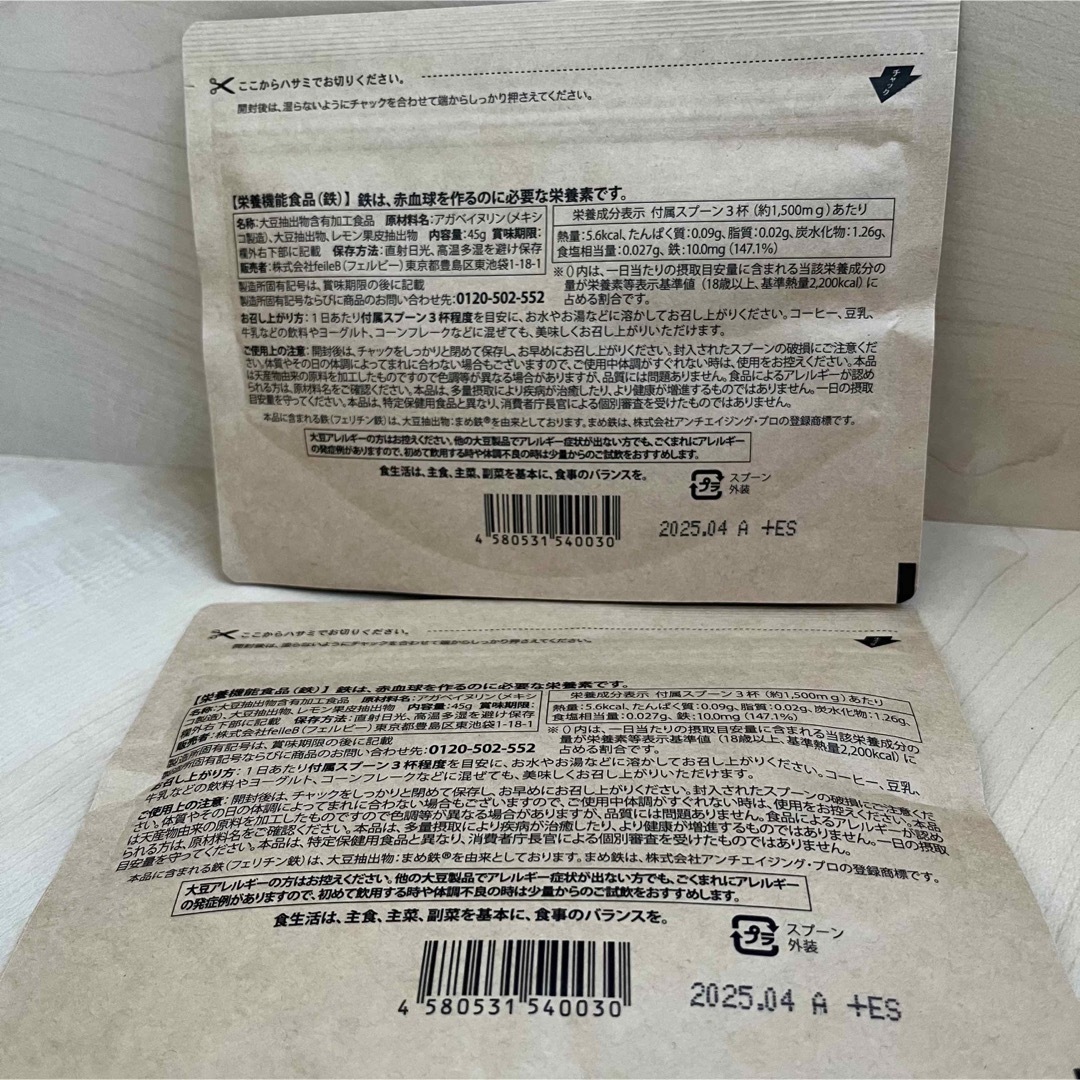 ここからハサミでお切りください。
チャック
開封後は、湿らないようにチャックを合わせて端からしっかり押さえてください。
【栄養機能食品(鉄)】 鉄は、赤血球を作るのに必要な栄養素です。
名称:大豆抽出物含有加工食品 原材料名:アガベイヌリン(メキシ
コ製造)、大豆抽出物、レモン果皮抽出物 内容量:45g 賞味期限:
欄外右下部に記載 保存方法:直射日光、高温多湿を避け保存
販売者:株式会社feileB(フェルビー)東京都豊島区東池袋1-18-1
製造所固有記号は、賞味期限の後に記載
製造所固有記号ならびに商品のお問い合わせ先:0120-502-552
栄養成分表示 付属スプーン3杯(約1,500mg)あたり
熱量:5.6kcal、たんぱく質:0.09g、脂質:0.02g、炭水化物:1.26g、
食塩相当量:0.027g、鉄:10.0mg(147.1%)
※()内は、一日当たりの摂取目安量に含まれる当該栄養成分の
量が栄養素等表示基準値(18歳以上、基準熱量2,200kcal)に
占める割合です。
お召し上がり方:1日あたり付属スプーン3杯程度を目安に、お水やお湯などに溶かしてお召し上がりください。コーヒー、豆乳、
牛乳などの飲料やヨーグルト、コーンフレークなどに混ぜても、美味しくお召し上がりいただけます。
ご使用上の注意:開封後は、チャックをしっかりと閉めて保存し、お早めにお召し上がりください。封入されたスプーンの破損にご注意くだ
さい。体質やその日の体調によってまれに合わない場合もございますので、ご使用中体調がすぐれない時は、使用をお控えください。本品
は天産物由来の原料を加工したものですので色調等が異なる場合がありますが、品質には問題ありません。食品によるアレルギーが認め
られる方は、原材料名をご確認ください。本品は、多量摂取により疾病が治癒したり、より健康が増進するものではありません。一日の摂取
目安量を守ってください。本品は、特定保健用食品と異なり、消費者庁長官による個別審査を受けたものではありません。
本品に含まれる鉄(フェリチン鉄)は、大豆抽出物:まめ鉄®を由来としております。まめ鉄は、株式会社アンチエイジング・プロの登録商標です。
大豆アレルギーの方はお控えください。他の大豆製品でアレルギー症状が出ない方でも、ごくまれにアレルギー
の発症例がありますので、初めて飲用する時や体調不良の時は少量からのご試飲をおすすめします。
食生活は、主食、主菜、副菜を基本に、食事のバランスを。
プラ
スプーン
外装
4 580531 540030
2025.04 A +ES
ここからハサミでお切りください。
開封後は、湿らないようにチャックを合わせて端からしっかり押さえてください。
【栄養機能食品(鉄)】鉄は、赤血球を作るのに必要な栄養素です。
名称:大豆抽出物含有加工食品 原材料名:アガベイヌリン(メキシ
コ製造)、大豆抽出物、レモン果皮抽出物 内容量:45g 賞味期限:
欄外右下部に記載 保存方法:直射日光、高温多湿を避け保存
販売者:株式会社feileB(フェルビー)東京都豊島区東池袋1-18-1
製造所固有記号は、賞味期限の後に記載
製造所固有記号ならびに商品のお問い合わせ先:0120-502-552
栄養成分表示 付属スプーン3杯(約1,500mg)あたり
熱量:5.6kcal、たんぱく質:0.09g、脂質:0.02g、炭水化物:1.26g、
食塩相当量:0.027g、鉄:10.0mg(147.1%)
※()内は、一日当たりの摂取目安量に含まれる当該栄養成分の
量が栄養素等表示基準値(18歳以上、基準熱量2,200kcal)に
占める割合です。
お召し上がり方:1日あたり付属スプーン3杯程度を目安に、お水やお湯などに溶かしてお召し上がりください。コーヒー、豆乳、
牛乳などの飲料やヨーグルト、コーンフレークなどに混ぜても、美味しくお召し上がりいただけます。
ご使用上の注意:開封後は、チャックをしっかりと閉めて保存し、お早めにお召し上がりください。封入されたスプーンの破損にご注意くだ
さい。体質やその日の体調によってまれに合わない場合もございますので、ご使用中体調がすぐれない時は、使用をお控えください。本品
は天産物由来の原料を加工したものですので色調等が異なる場合がありますが、品質には問題ありません。食品によるアレルギーが認め
られる方は、原材料名をご確認ください。本品は、多量摂取により疾病が治癒したり、より健康が増進するものではありません。一日の摂取
目安量を守ってください。本品は、特定保健用食品と異なり、消費者庁長官による個別審査を受けたものではありません。
本品に含まれる鉄(フェリチン鉄)は、大豆抽出物:まめ鉄®を由来としております。まめ鉄は、株式会社アンチエイジング・プロの登録商標です。
大豆アレルギーの方はお控えください。他の大豆製品でアレルギー症状が出ない方でも、ごくまれにアレルギー
の発症例がありますので、初めて飲用する時や体調不良の時は少量からのご試飲をおすすめします。
食生活は、主食、主菜、副菜を基本に、食事のバランスを。
プラ
スプーン
外装
4 580531 540030
2025.04 A +ES